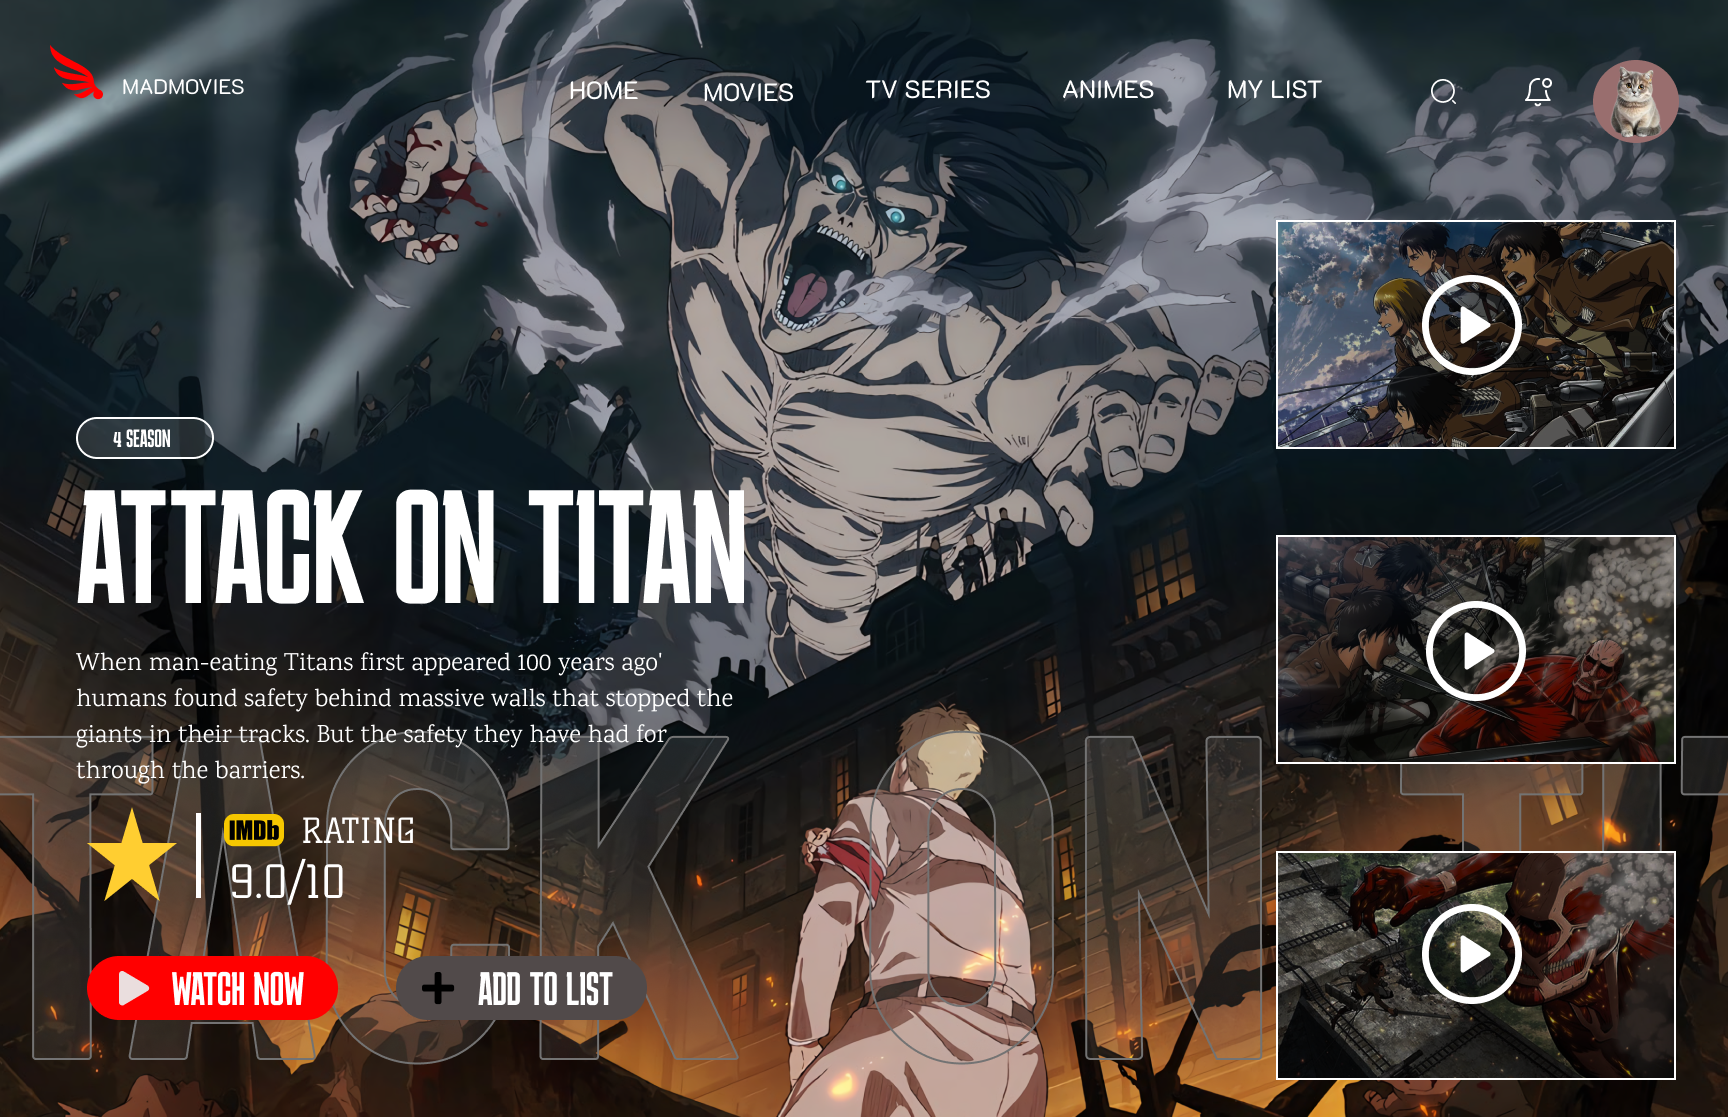 MADMOVIES
HOME
MOVIES
TV SERIES
ANIMES
MY LIST
4 SEASON
ATTACK ON TITAN
When man-eating Titans first appeared 100 years ago'
humans found safety behind massive walls that stopped the
giants in their tracks. But the safety they have had for
through the barriers.
IMDb RATING
9.0/10
WATCH NOW
ADD TO LIST
TACK ON TIT